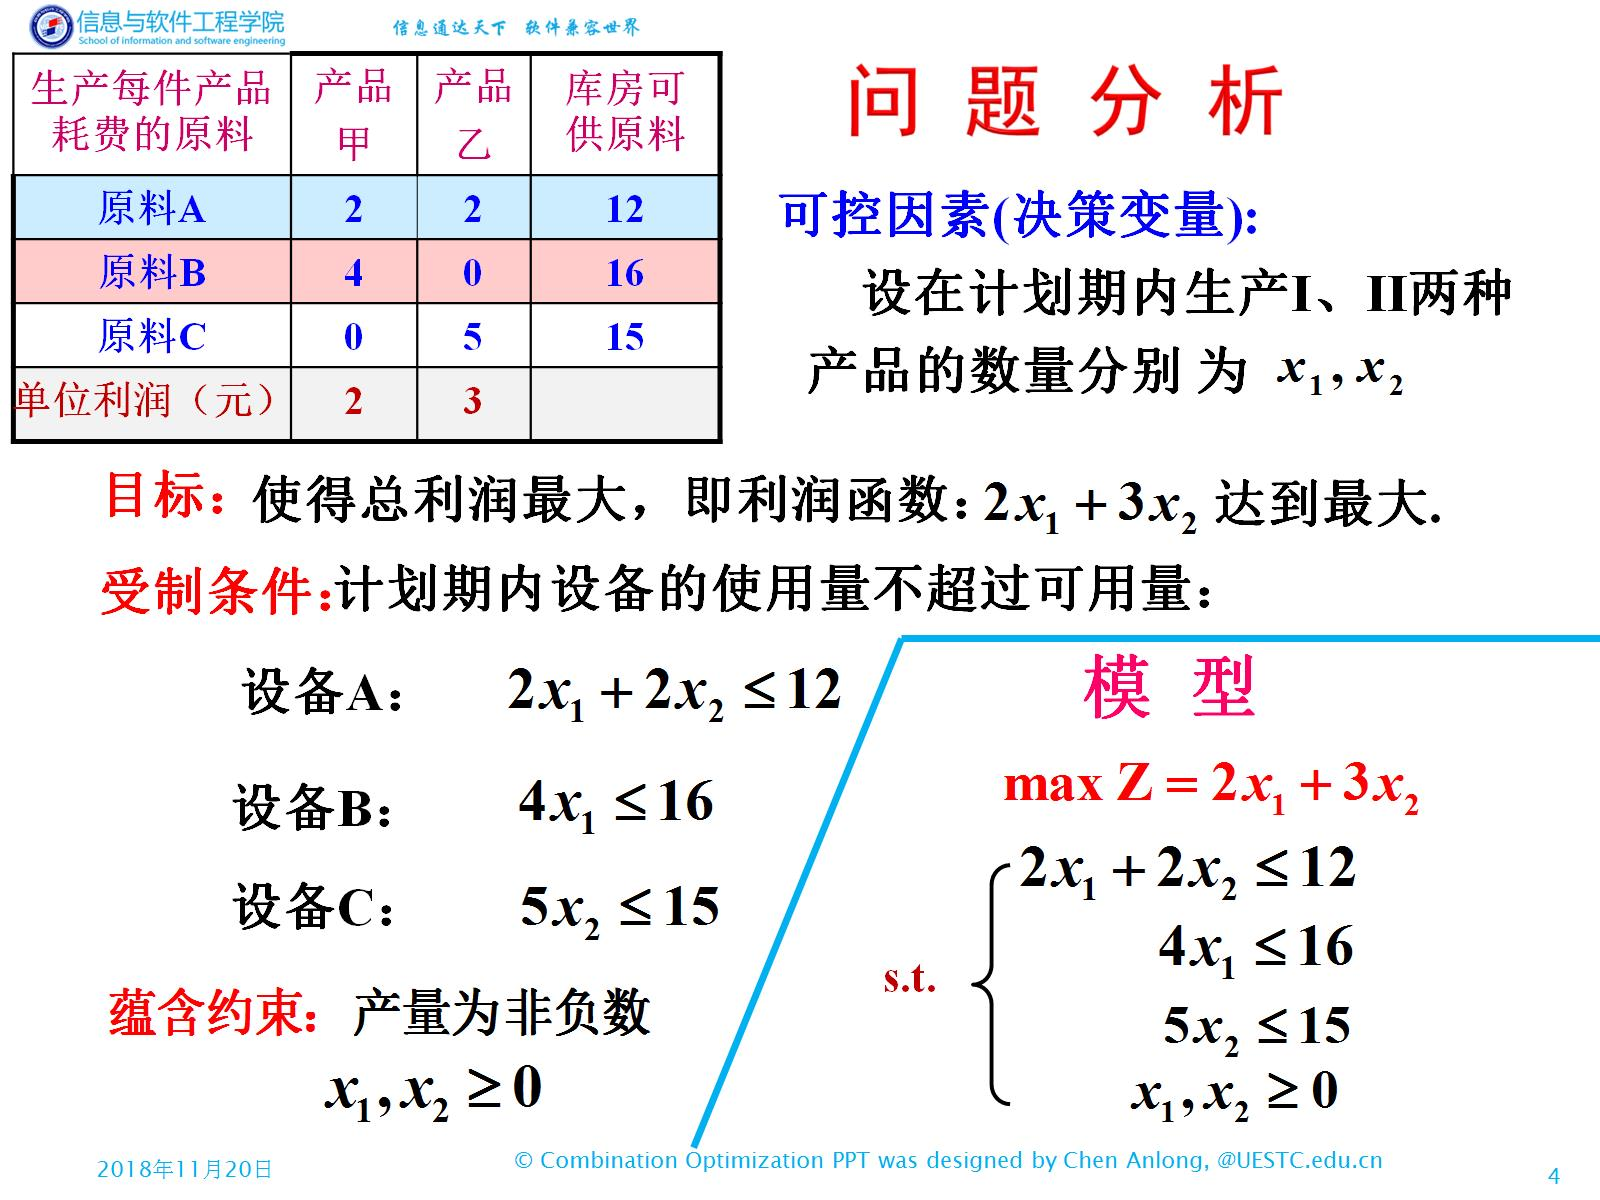 信息与软件工程学院
School of information and software engineering
信息通达天下 软件兼容世界
生产每件产品 产品 产品 库房可
耗费的原料 甲 乙 供原料
原料A 2 2 12
原料B 4 0 16
原料C 0 5 15
单位利润（元） 2 3
问 题 分 析
可控因素(决策变量):
设在计划期内生产I、II两种
产品的数量分别 为 x₁, x₂
目标：使得总利润最大，即利润函数：2x₁ + 3x₂ 达到最大.
受制条件：计划期内设备的使用量不超过可用量：
设备A： 2x₁ + 2x₂ ≤ 12
设备B： 4x₁ ≤ 16
设备C： 5x₂ ≤ 15
蕴含约束：产量为非负数
x₁, x₂ ≥ 0
模 型
max Z = 2x₁ + 3x₂
2x₁ + 2x₂ ≤ 12
4x₁ ≤ 16
s.t.
5x₂ ≤ 15
x₁, x₂ ≥ 0
2018年11月20日
© Combination Optimization PPT was designed by Chen Anlong, @UESTC.edu.cn
4